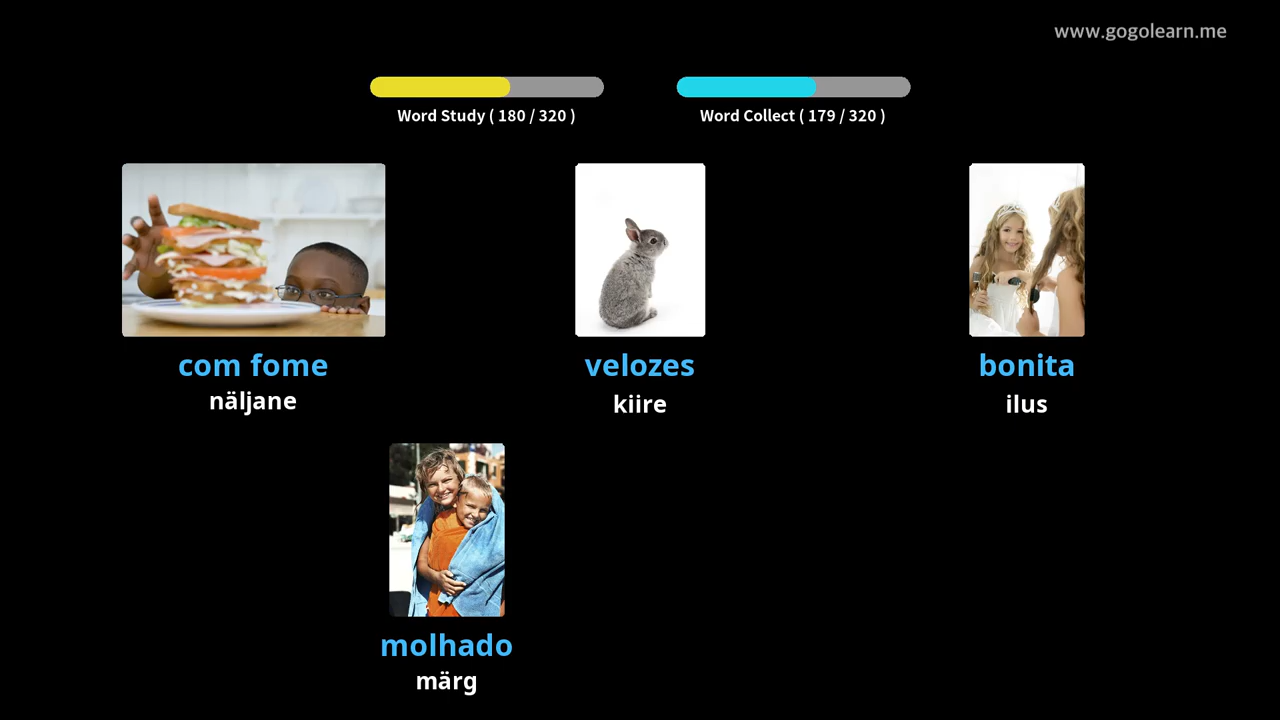 www.gogolearn.me
Word Study ( 180 / 320 )
Word Collect ( 179 / 320 )
com fome
näljane
velozes
kiire
bonita
ilus
molhado
märg